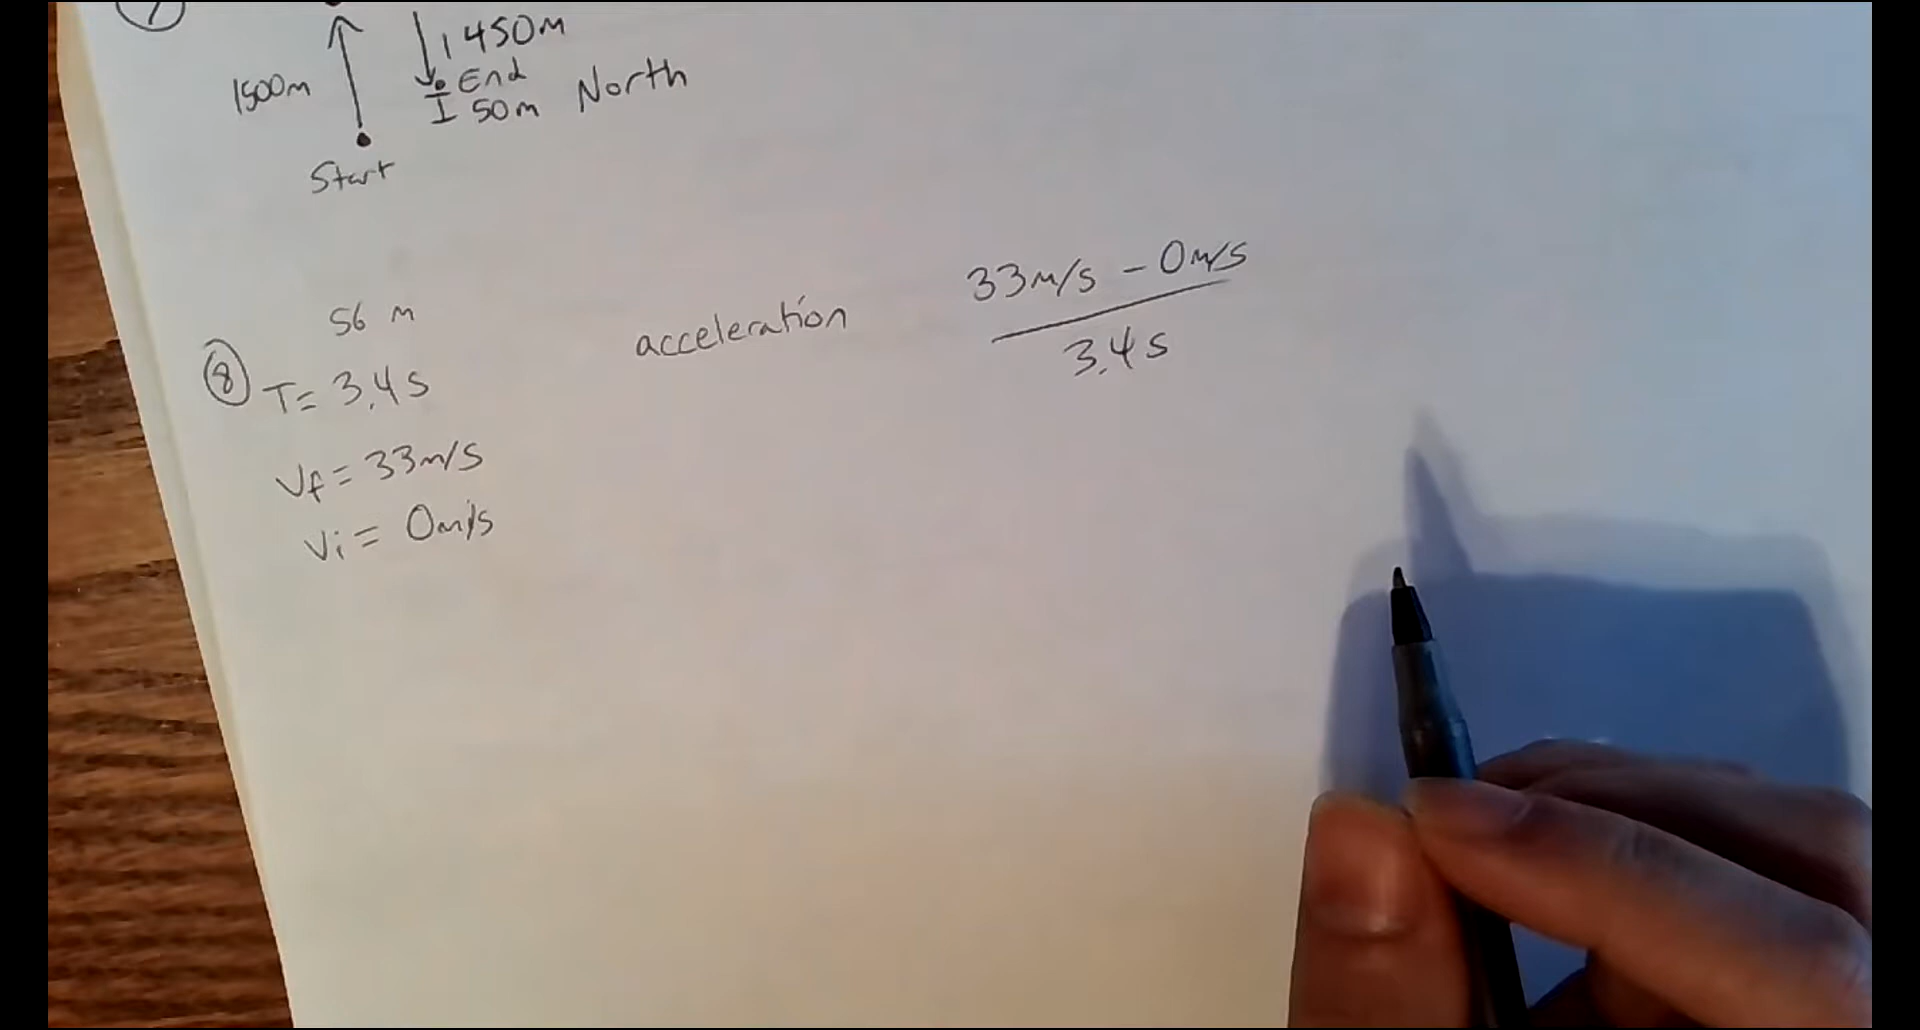 7
1450m
1500m
End
50m North
Start
33m/s - 0m/s
56 m
acceleration
3.4s
8 T= 3.4s
Vf = 33m/s
Vi = 0m/s